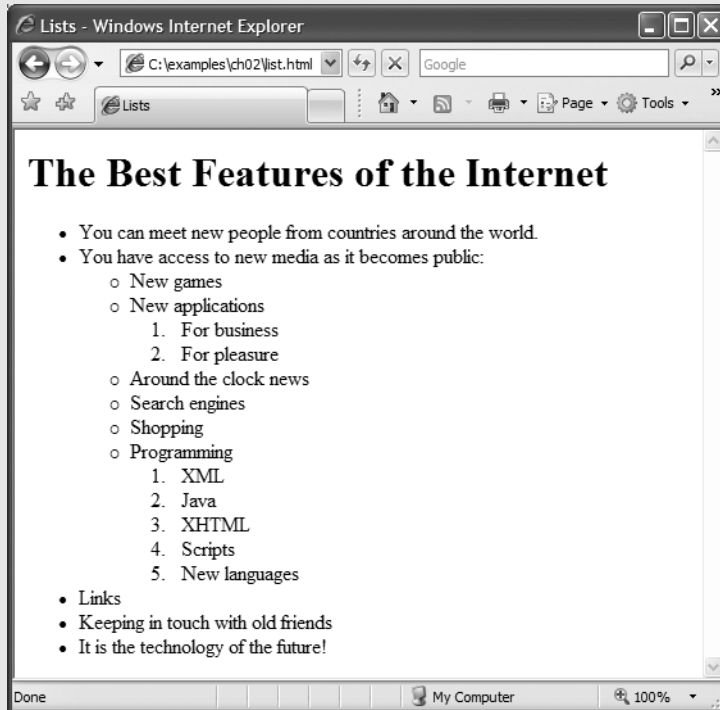 Lists - Windows Internet Explorer
C:\examples\ch02\list.html
Google
Lists
Page
Tools
»
The Best Features of the Internet
• You can meet new people from countries around the world.
• You have access to new media as it becomes public:
○ New games
○ New applications
1. For business
2. For pleasure
○ Around the clock news
○ Search engines
○ Shopping
○ Programming
1. XML
2. Java
3. XHTML
4. Scripts
5. New languages
• Links
• Keeping in touch with old friends
• It is the technology of the future!
Done
My Computer
100%